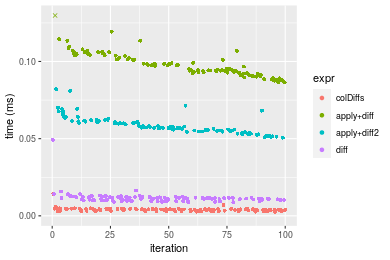 0.10
0.05
0.00
time (ms)
0
25
50
75
100
iteration
expr
colDiffs
apply+diff
apply+diff2
diff